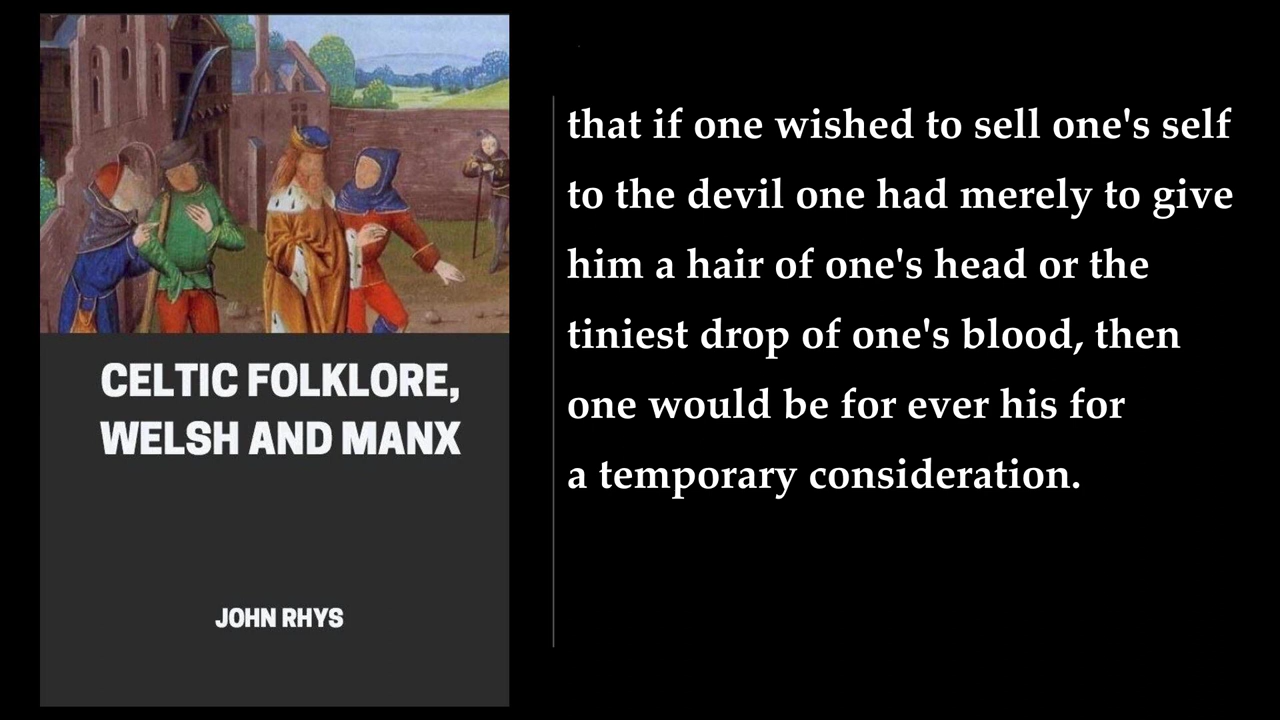 CELTIC FOLKLORE,
WELSH AND MANX
JOHN RHYS
that if one wished to sell one's self
to the devil one had merely to give
him a hair of one's head or the
tiniest drop of one's blood, then
one would be for ever his for
a temporary consideration.